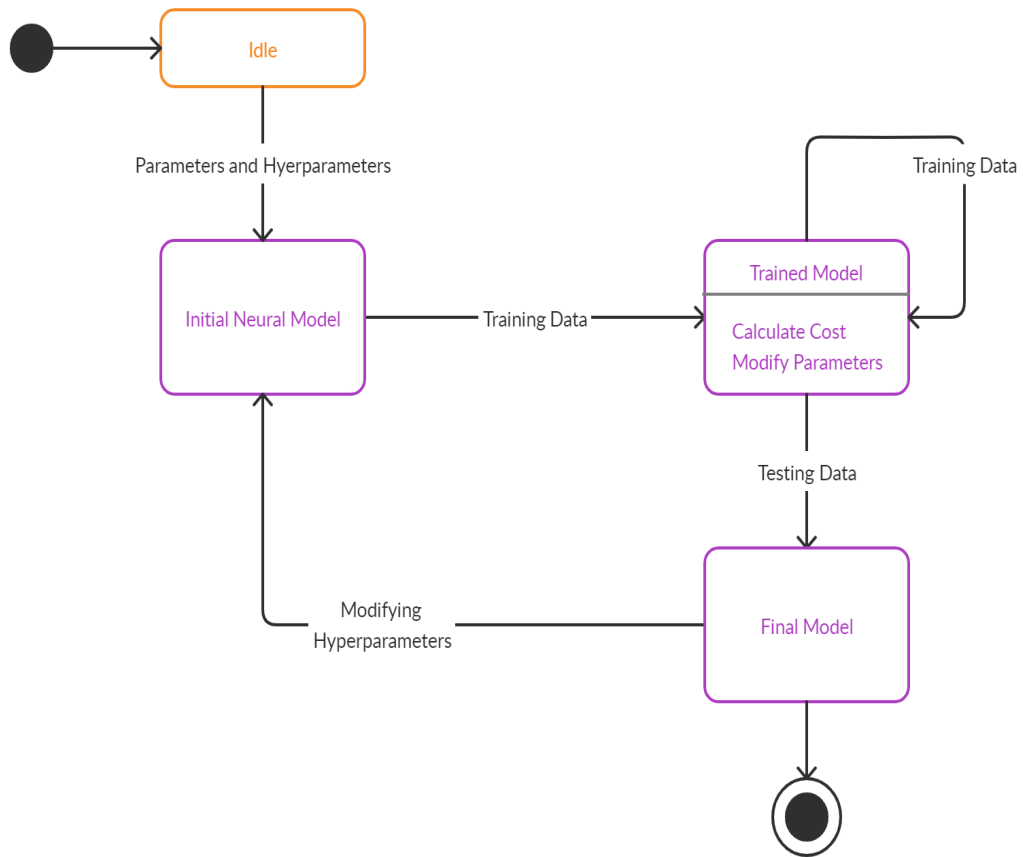 Idle
Parameters and Hyerparameters
Training Data
Trained Model
Initial Neural Model
Training Data
Calculate Cost
Modify Parameters
Testing Data
Modifying
Hyperparameters
Final Model